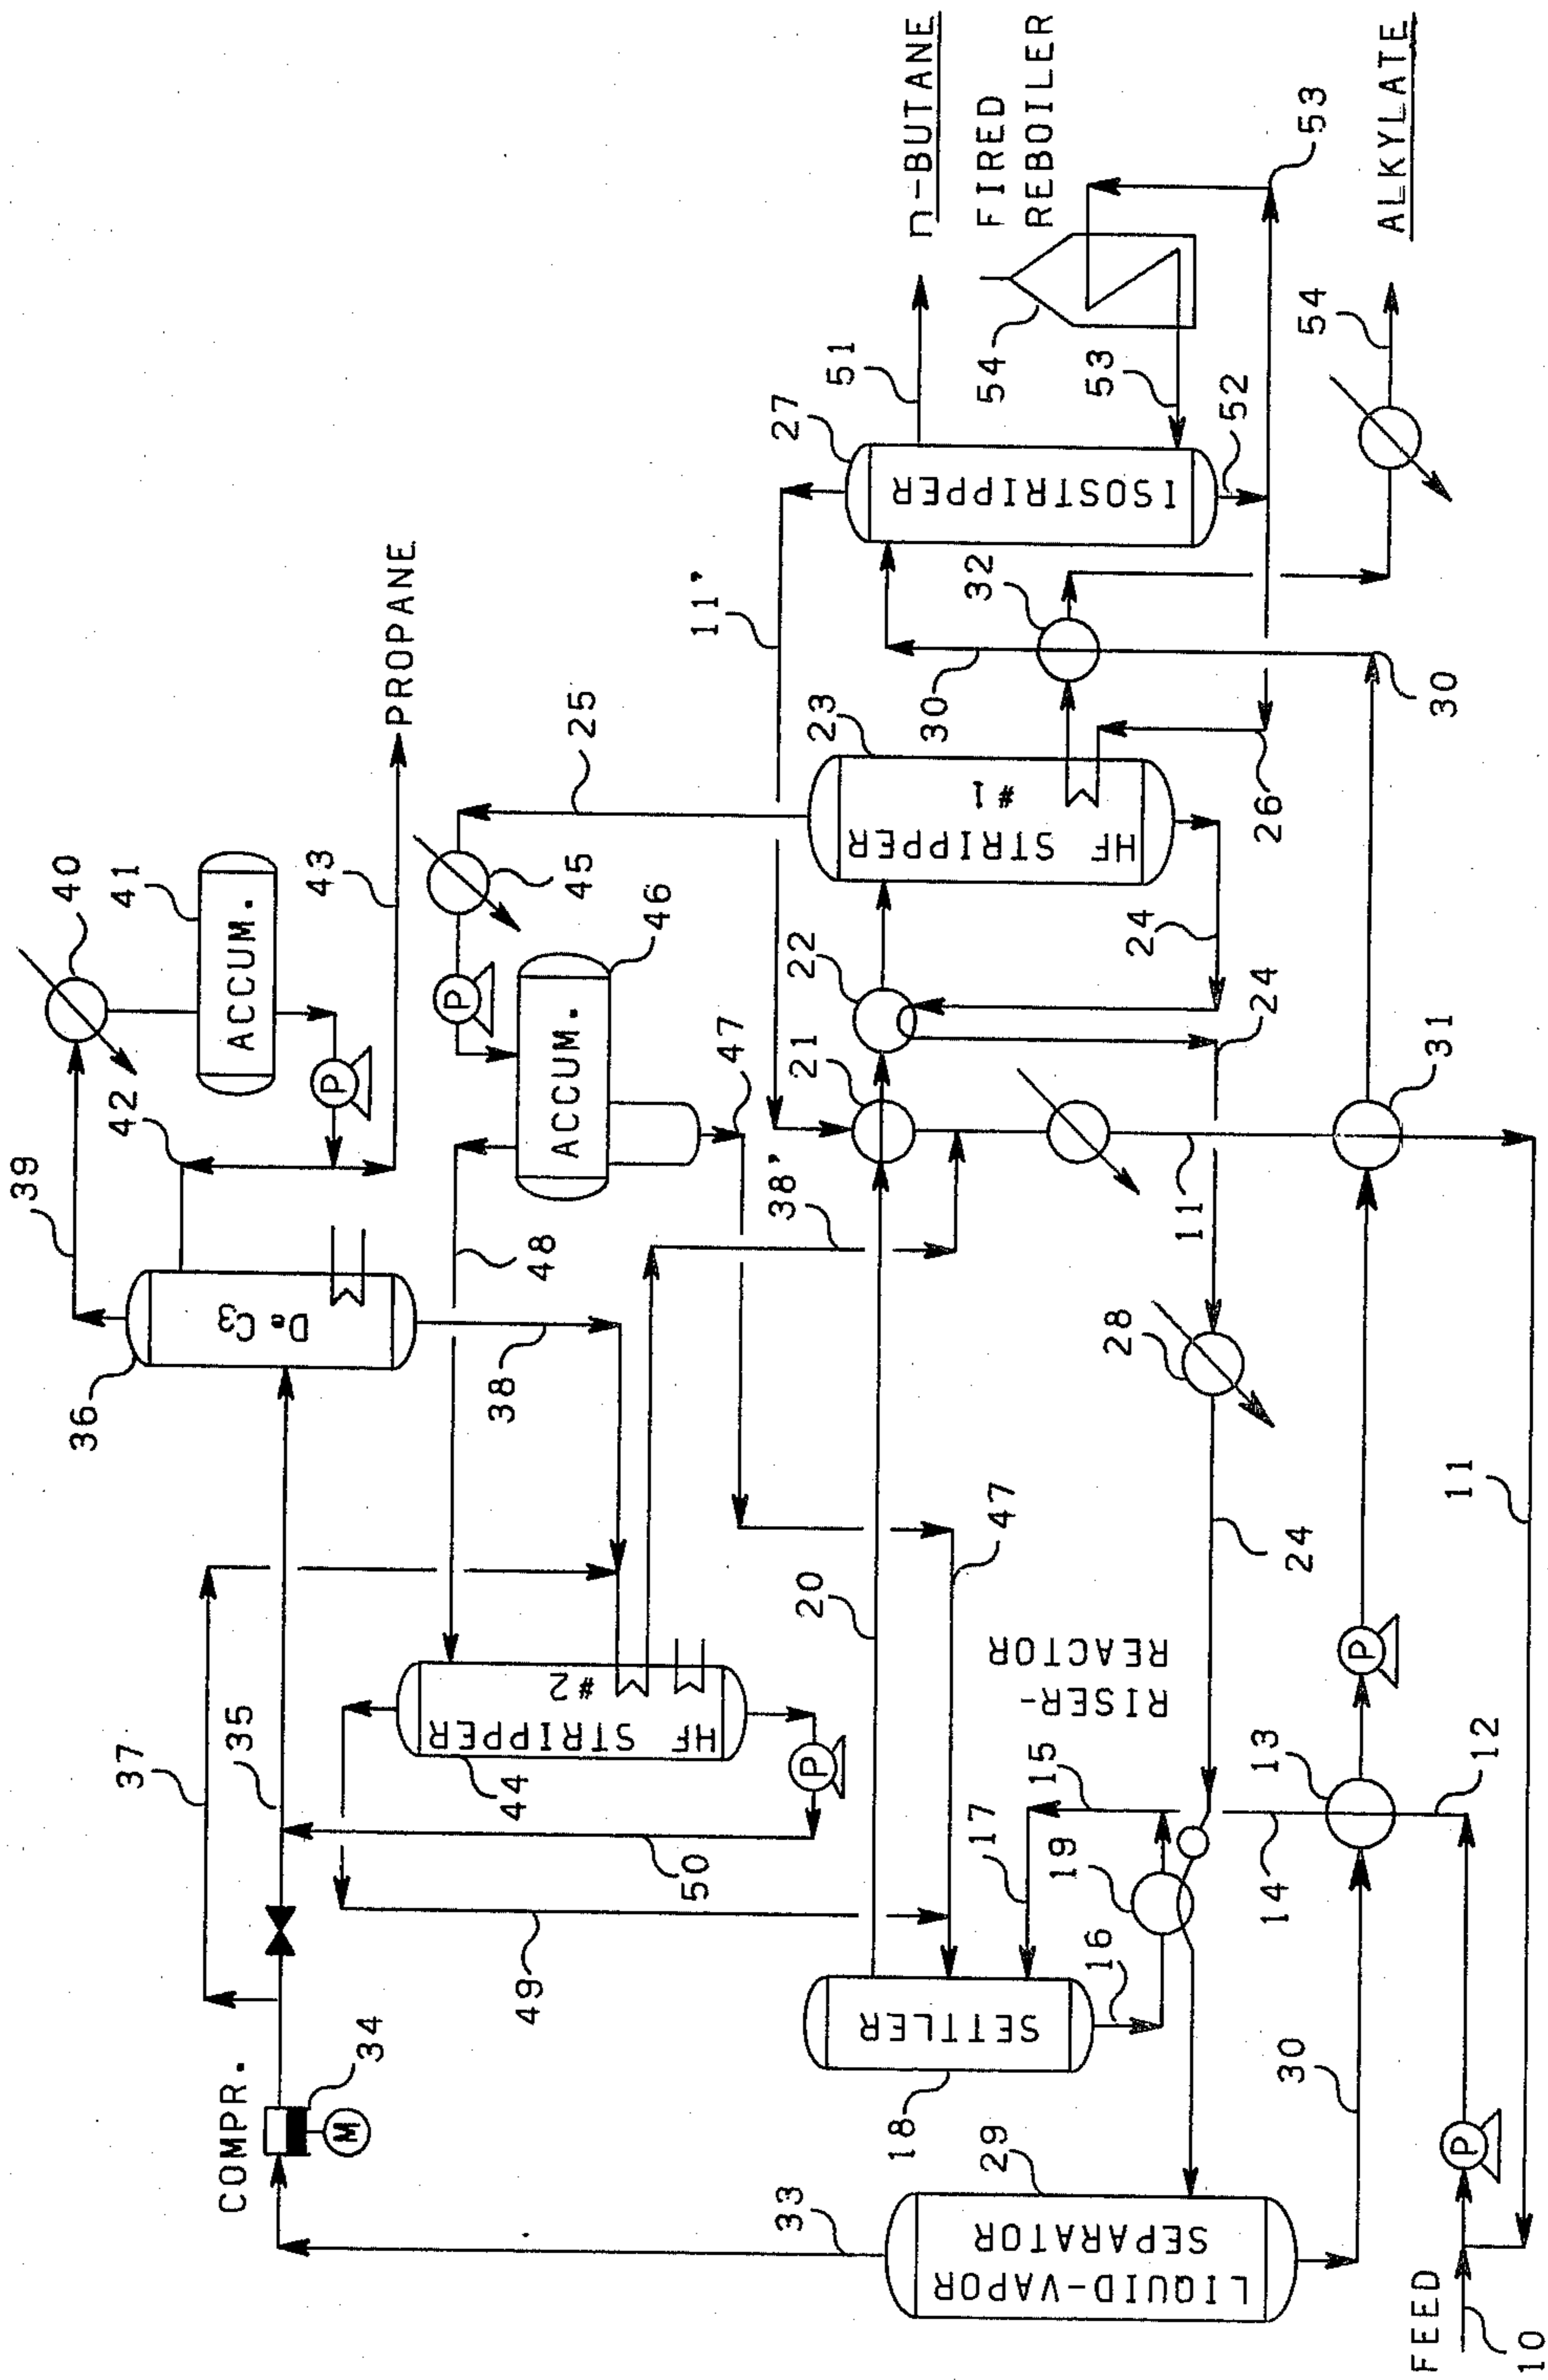 40
39
41
ACCUM.
42
P
36
DeC3
43
PROPANE
37
35
COMPR.
34
M
38
45
P
25
ACCUM.
46
48
47
44
HF STRIPPER
#2
P
50
49
38'
11'
33
29
LIQUID-VAPOR
SEPARATOR
18
SETTLER
20
47
17
15
16
19
RISER-
REACTOR
21
22
23
HF STRIPPER
#1
24
24
24
28
26
27
ISOSTRIPPER
51
n-BUTANE
FIRED
REBOILER
54
53
53
52
32
30
30
31
11
11
P
13
14
12
30
P
FEED
10
54
ALKYLATE